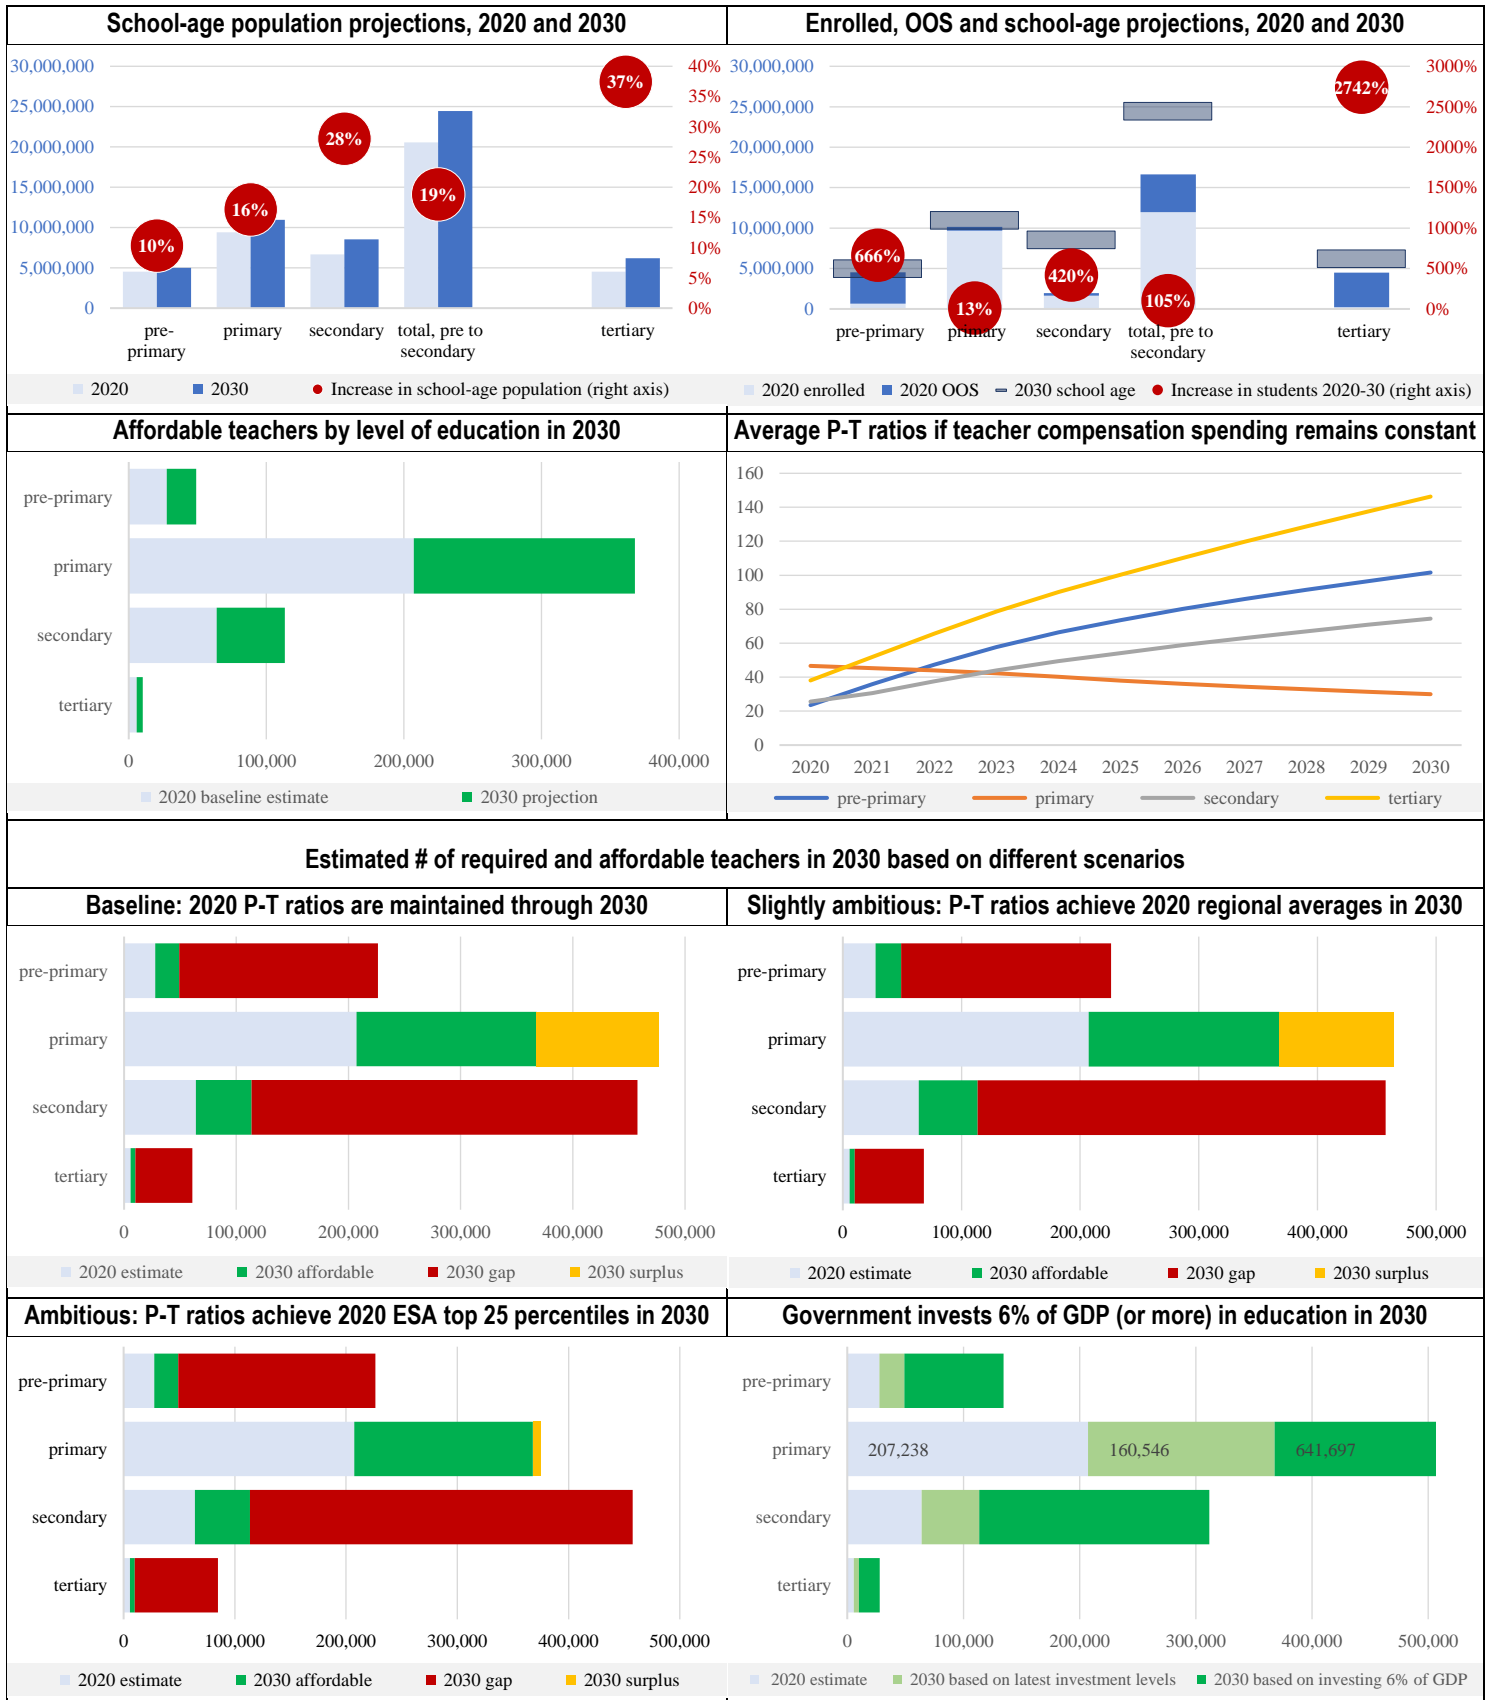 School-age population projections, 2020 and 2030
30,000,000
25,000,000
20,000,000
15,000,000
10,000,000
5,000,000
0
40%
35%
30%
25%
20%
15%
10%
5%
0%
10%
16%
28%
19%
37%
pre-
primary
primary
secondary
total, pre to
secondary
tertiary
2020
2030
Increase in school-age population (right axis)
Enrolled, OOS and school-age projections, 2020 and 2030
30,000,000
25,000,000
20,000,000
15,000,000
10,000,000
5,000,000
0
3000%
2500%
2000%
1500%
1000%
500%
0%
666%
13%
420%
105%
2742%
pre-primary
primary
secondary
total, pre to
secondary
tertiary
2020 enrolled
2020 OOS
2030 school age
Increase in students 2020-30 (right axis)
Affordable teachers by level of education in 2030
pre-primary
primary
secondary
tertiary
0 100,000 200,000 300,000 400,000
2020 baseline estimate
2030 projection
Average P-T ratios if teacher compensation spending remains constant
160
140
120
100
80
60
40
20
0
2020 2021 2022 2023 2024 2025 2026 2027 2028 2029 2030
pre-primary
primary
secondary
tertiary
Estimated # of required and affordable teachers in 2030 based on different scenarios
Baseline: 2020 P-T ratios are maintained through 2030
pre-primary
primary
secondary
tertiary
0 100,000 200,000 300,000 400,000 500,000
2020 estimate
2030 affordable
2030 gap
2030 surplus
Slightly ambitious: P-T ratios achieve 2020 regional averages in 2030
pre-primary
primary
secondary
tertiary
0 100,000 200,000 300,000 400,000 500,000
2020 estimate
2030 affordable
2030 gap
2030 surplus
Ambitious: P-T ratios achieve 2020 ESA top 25 percentiles in 2030
pre-primary
primary
secondary
tertiary
0 100,000 200,000 300,000 400,000 500,000
2020 estimate
2030 affordable
2030 gap
2030 surplus
Government invests 6% of GDP (or more) in education in 2030
pre-primary
primary
207,238
160,546
641,697
secondary
tertiary
0 100,000 200,000 300,000 400,000 500,000
2020 estimate
2030 based on latest investment levels
2030 based on investing 6% of GDP